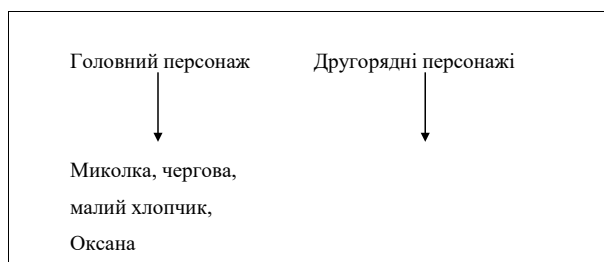 Головний персонаж
Другорядні персонажі
Миколка, чергова,
малий хлопчик,
Оксана